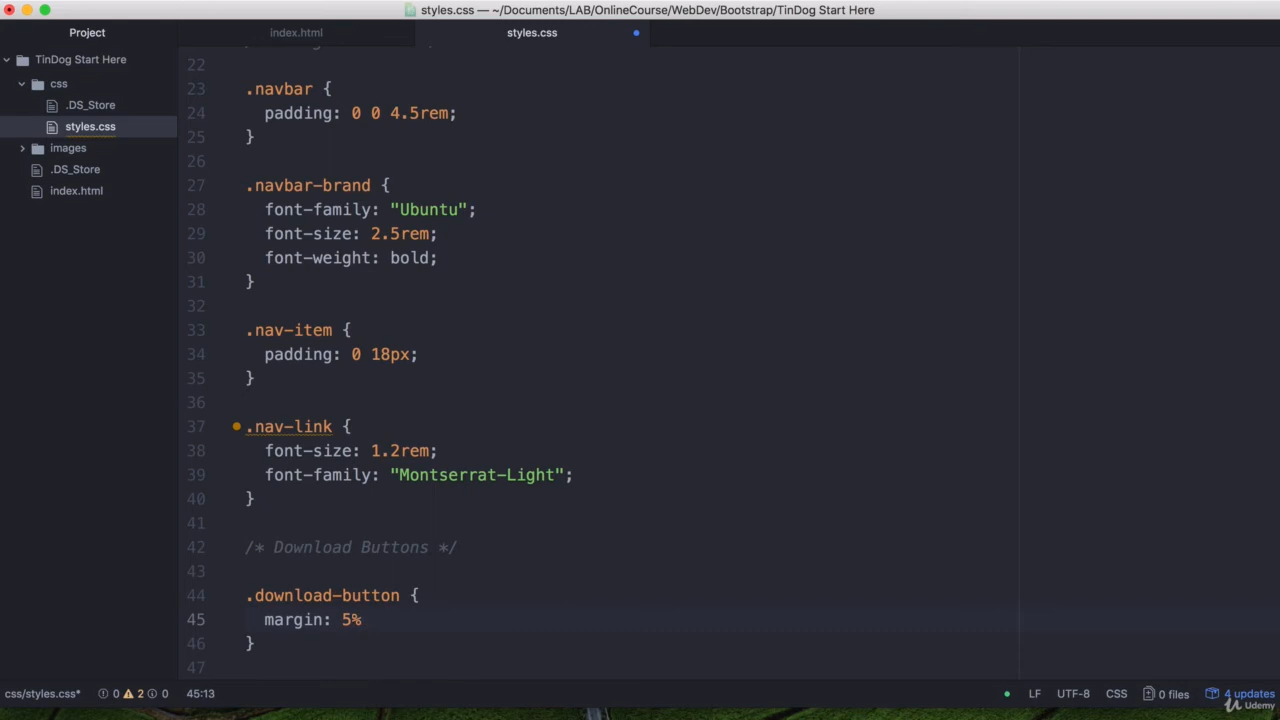 styles.css — ~/Documents/LAB/OnlineCourse/WebDev/Bootstrap/TinDog Start Here
Project
index.html
styles.css
TinDog Start Here
css
.DS_Store
styles.css
images
.DS_Store
index.html
22
23 .navbar {
24 padding: 0 0 4.5rem;
25 }
26
27 .navbar-brand {
28 font-family: "Ubuntu";
29 font-size: 2.5rem;
30 font-weight: bold;
31 }
32
33 .nav-item {
34 padding: 0 18px;
35 }
36
37 .nav-link {
38 font-size: 1.2rem;
39 font-family: "Montserrat-Light";
40 }
41
42 /* Download Buttons */
43
44 .download-button {
45 margin: 5%
46 }
47
css/styles.css* 0 2 0 45:13 LF UTF-8 CSS 0 files 4 updates
Udemy